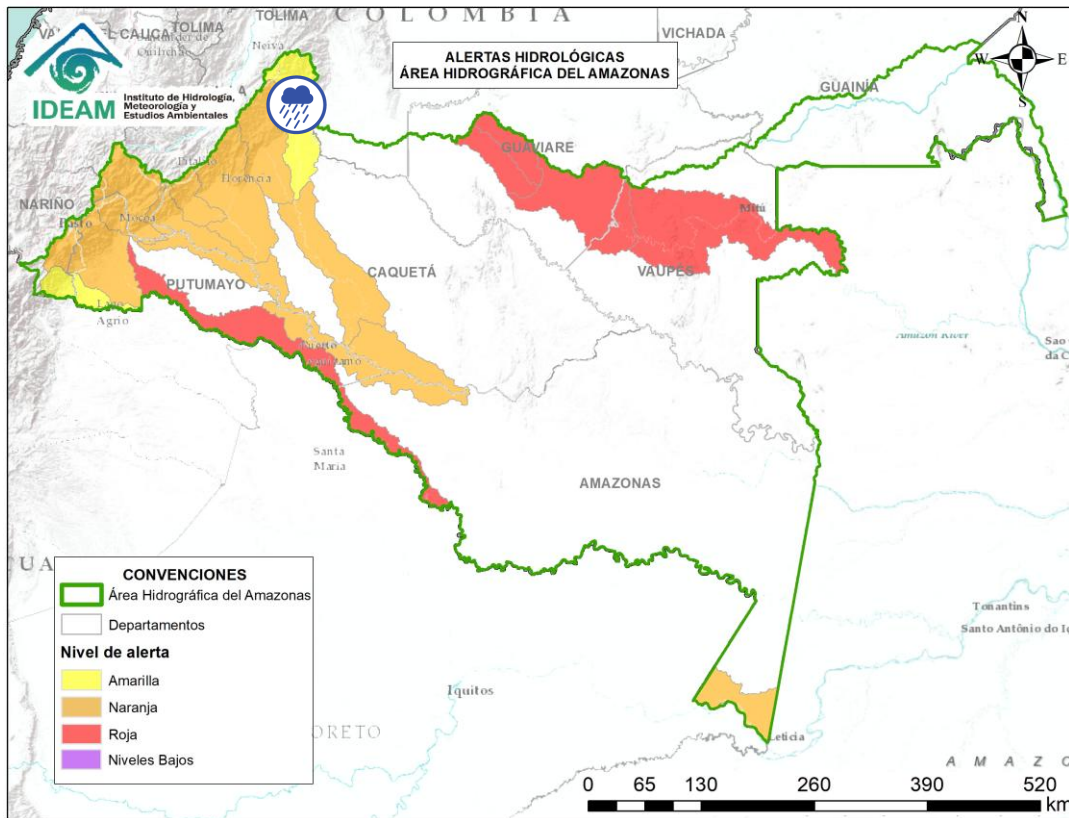 COLOMBIA
TOLIMA
TOLIMA
Neiva
VICHADA
ALERTAS HIDROLÓGICAS
ÁREA HIDROGRÁFICA DEL AMAZONAS
N
W
E
S
IDEAM
Instituto de Hidrología,
Meteorología y
Estudios Ambientales
GUAINÍA
GUAVIARE
Florencia
NARIÑO
Pasto
Mocoa
Mitú
CAQUETÁ
VAUPÉS
PUTUMAYO
Lago
Agrio
Puerto
Amazon River
Sao
da C
Santa
María
AMAZONAS
CONVENCIONES
Área Hidrográfica del Amazonas
Departamentos
Nivel de alerta
Amarilla
Naranja
Roja
Niveles Bajos
Tonantins
Santo Antônio do I
Iquitos
ORETO
Leticia
A M A Z O
0 65 130 260 390 520
km